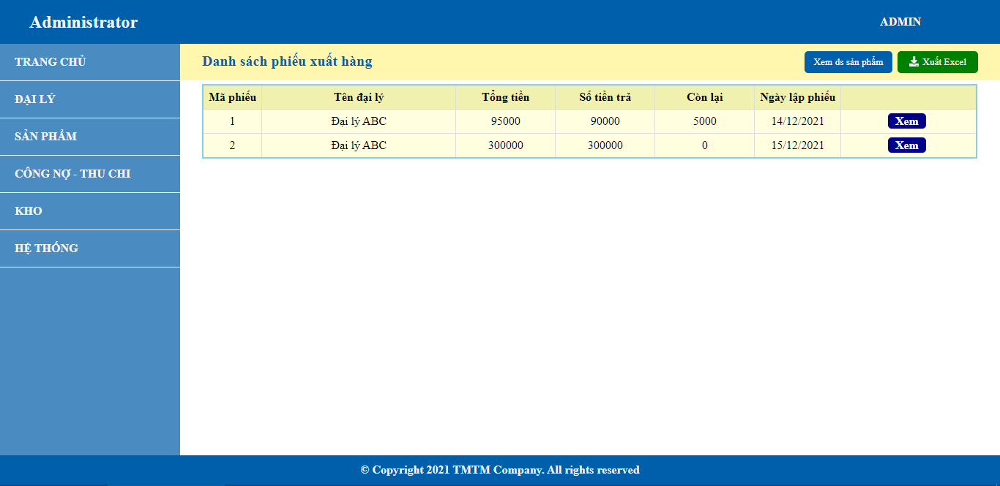 Administrator
ADMIN
TRANG CHỦ
ĐẠI LÝ
SẢN PHẨM
CÔNG NỢ - THU CHI
KHO
HỆ THỐNG
Danh sách phiếu xuất hàng
Xem ds sản phẩm
Xuất Excel
Mã phiếu Tên đại lý Tổng tiền Số tiền trả Còn lại Ngày lập phiếu
1 Đại lý ABC 95000 90000 5000 14/12/2021 Xem
2 Đại lý ABC 300000 300000 0 15/12/2021 Xem
© Copyright 2021 TMTM Company. All rights reserved